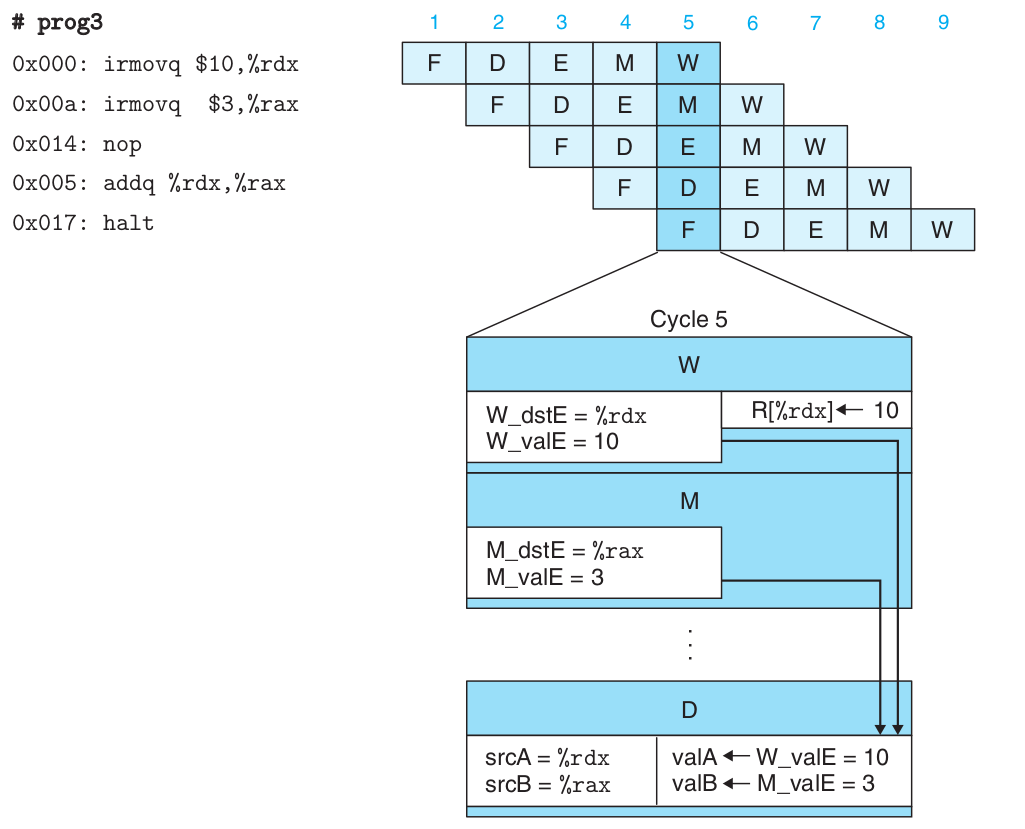 # prog3
1 2 3 4 5 6 7 8 9
0x000: irmovq $10,%rdx F D E M W
0x00a: irmovq  $3,%rax F D E M W
0x014: nop F D E M W
0x005: addq %rdx,%rax F D E M W
0x017: halt F D E M W
Cycle 5
W
W_dstE = %rdx
W_valE = 10
R[%rdx]← 10
M
M_dstE = %rax
M_valE = 3
⋮
D
srcA = %rdx
srcB = %rax
valA ← W_valE = 10
valB ← M_valE = 3